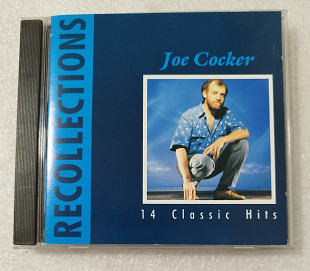 RECOLLECTIONS
Joe Cocker
14 Classic Hits